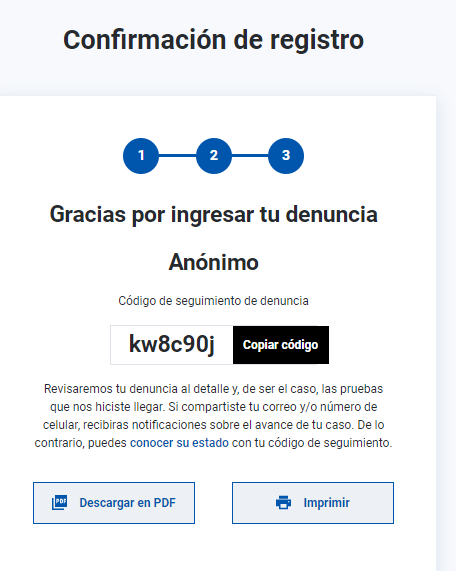 Confirmación de registro
1 2 3
Gracias por ingresar tu denuncia
Anónimo
Código de seguimiento de denuncia
kw8c90j Copiar código
Revisaremos tu denuncia al detalle y, de ser el caso, las pruebas
que nos hiciste llegar. Si compartiste tu correo y/o número de
celular, recibiras notificaciones sobre el avance de tu caso. De lo
contrario, puedes conocer su estado con tu código de seguimiento.
PDF Descargar en PDF Imprimir